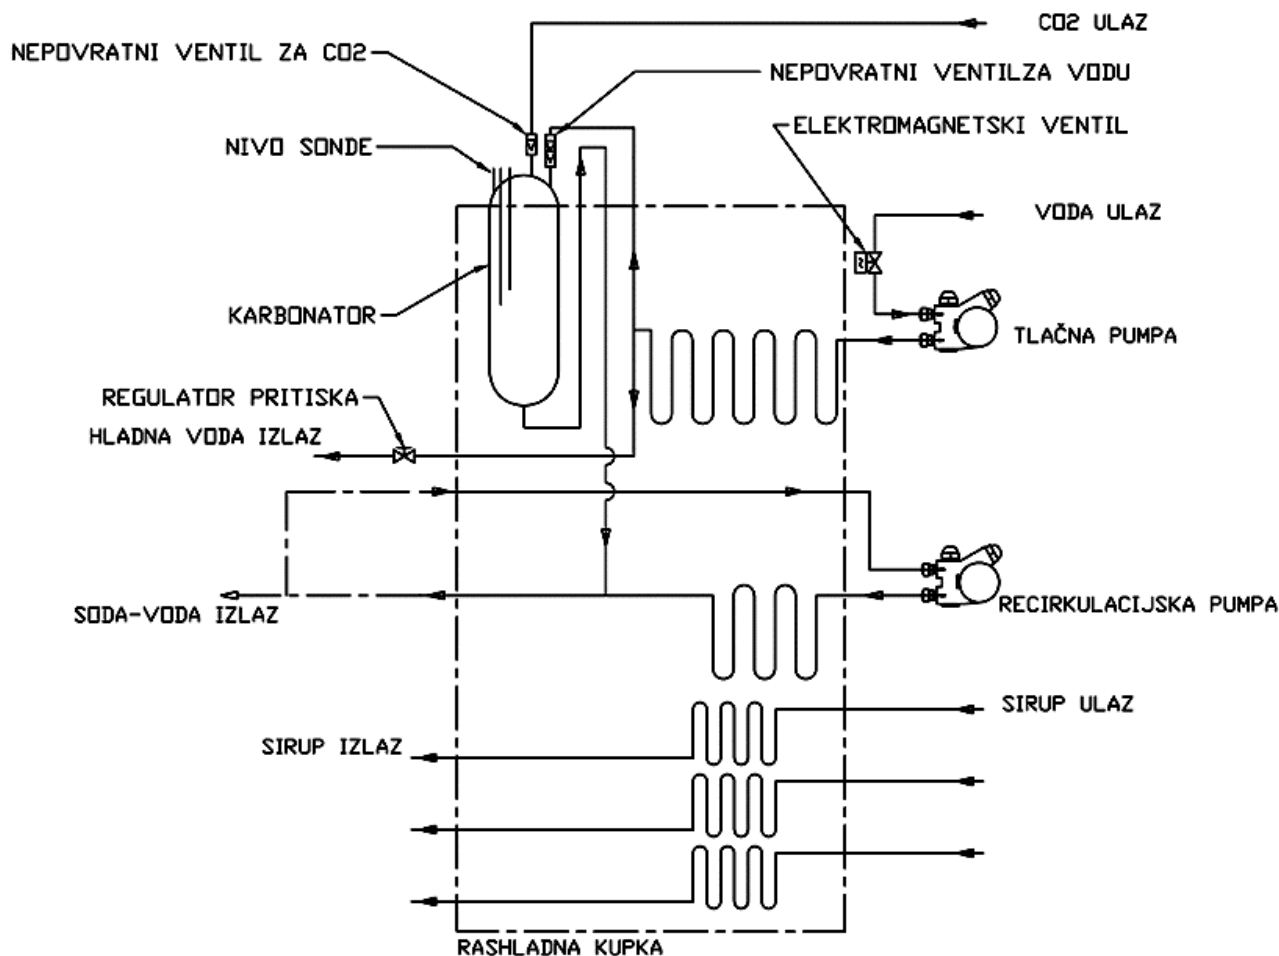 CO2 ULAZ
NEPOVRATNI VENTIL ZA CO2
NEPOVRATNI VENTILZA VODU
ELEKTROMAGNETSKI VENTIL
NIVO SONDE
VODA ULAZ
KARBONATOR
TLAČNA PUMPA
REGULATOR PRITISKA
HLADNA VODA IZLAZ
SODA-VODA IZLAZ
RECIRKULACIJSKA PUMPA
SIRUP ULAZ
SIRUP IZLAZ
RASHLADNA KUPKA